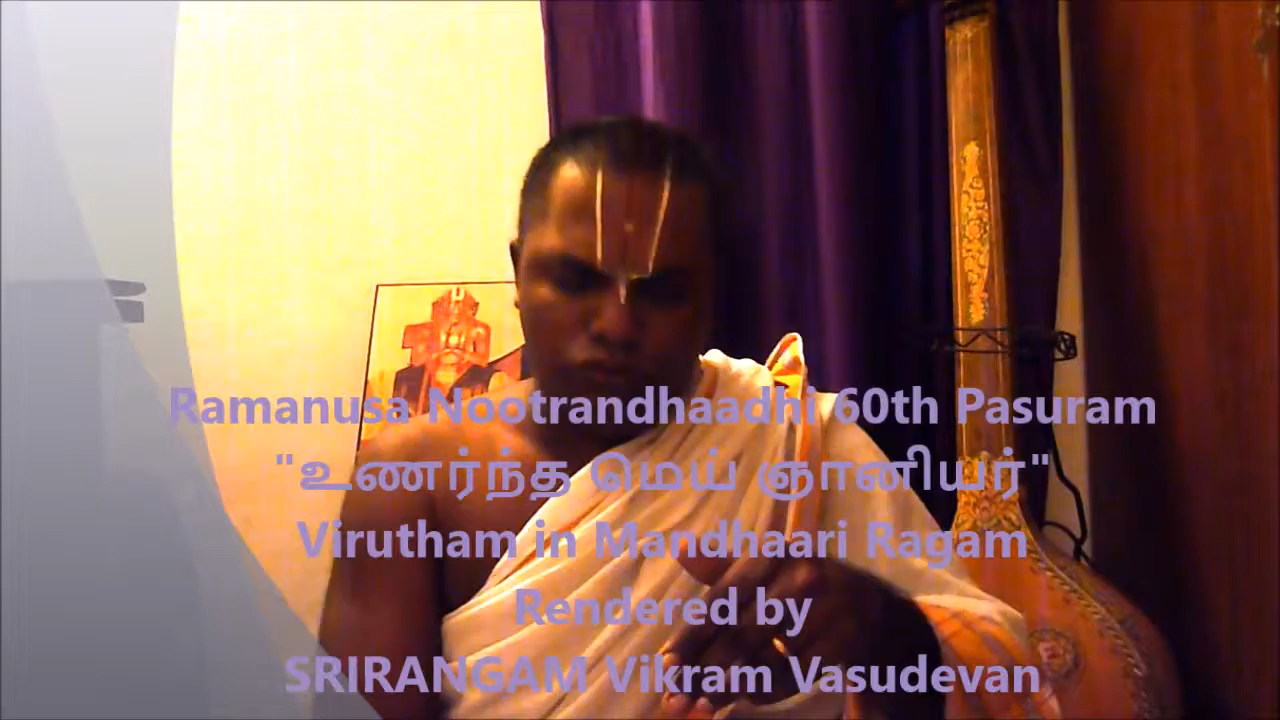 Ramanusa Nootrandhaadhi 60th Pasuram
"உணர்ந்த மெய் ஞானியர்"
Virutham in Mandhaari Ragam
Rendered by
SRIRANGAM Vikram Vasudevan